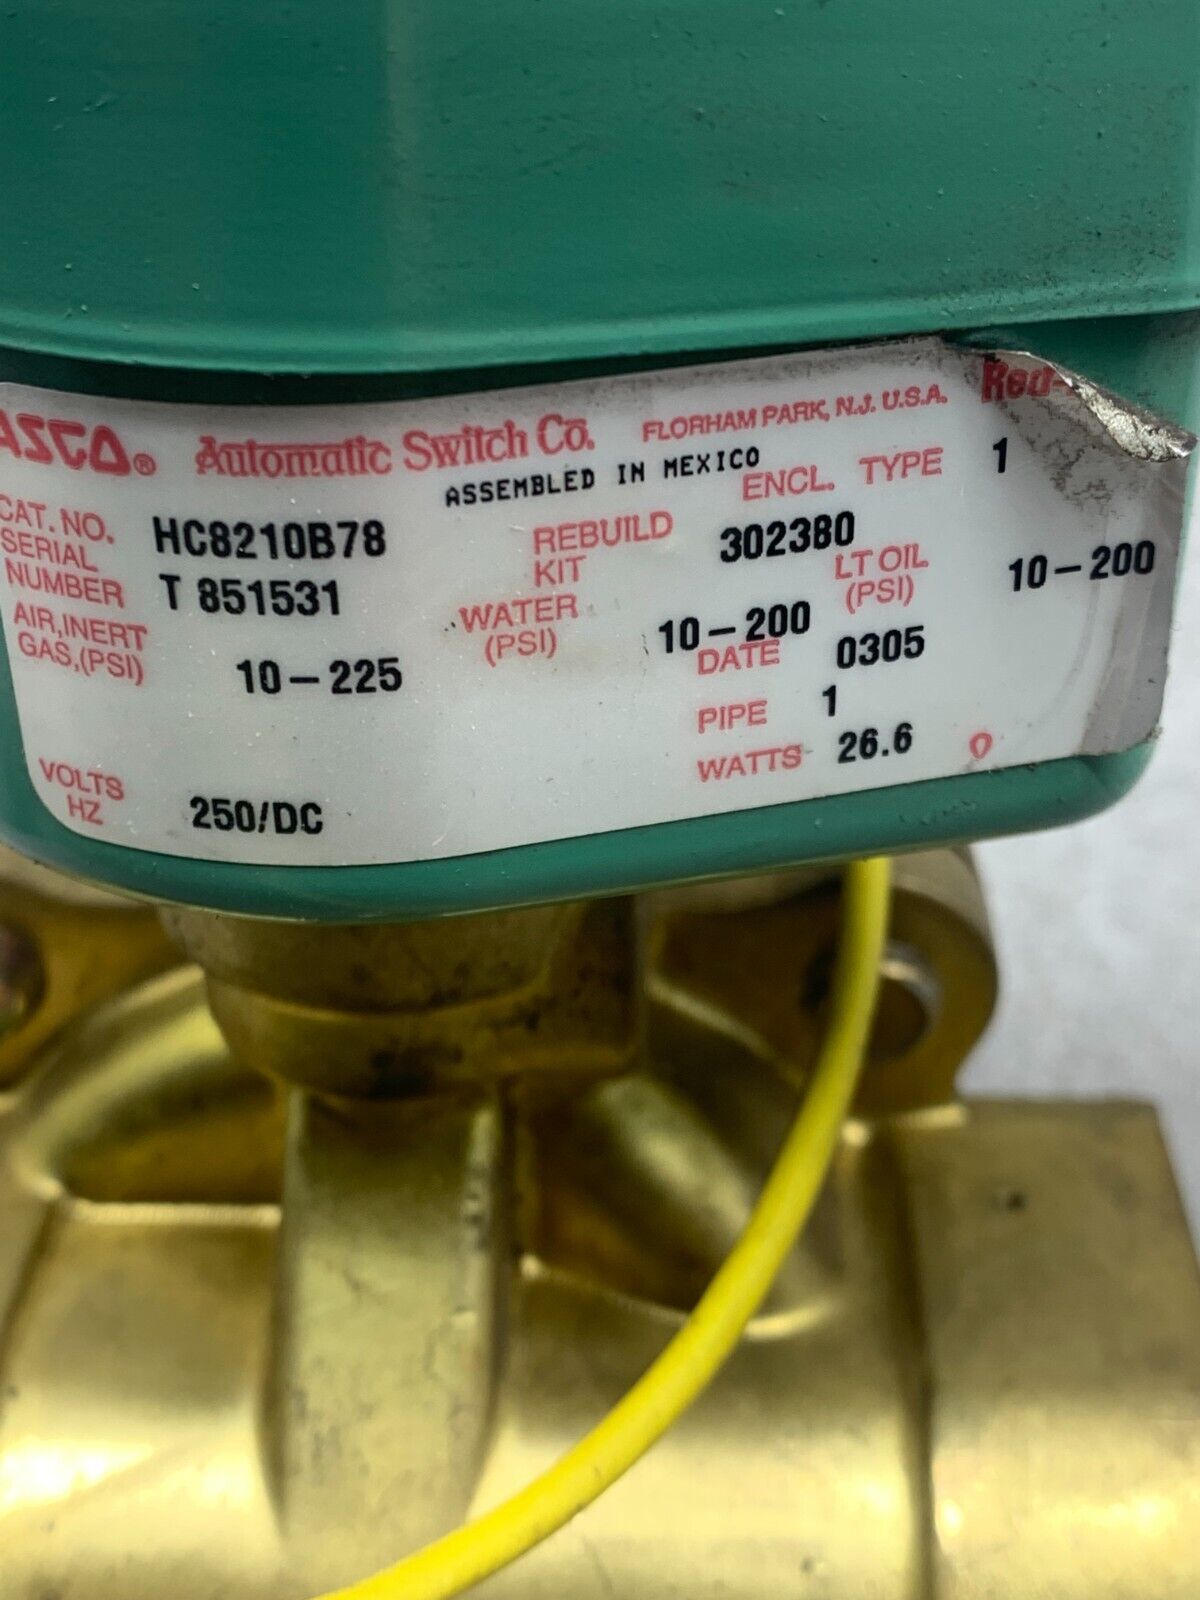 ASCO® Automatic Switch Co. FLORHAM PARK, N.J. U.S.A.
ASSEMBLED IN MEXICO
CAT. NO. HC8210B78 REBUILD KIT 302380 ENCL. TYPE 1
SERIAL NUMBER T 851531
AIR, INERT GAS, (PSI) 10-225 WATER (PSI) 10-200 LT OIL (PSI) 10-200
DATE 0305
PIPE 1
VOLTS HZ 250/DC WATTS 26.6 0